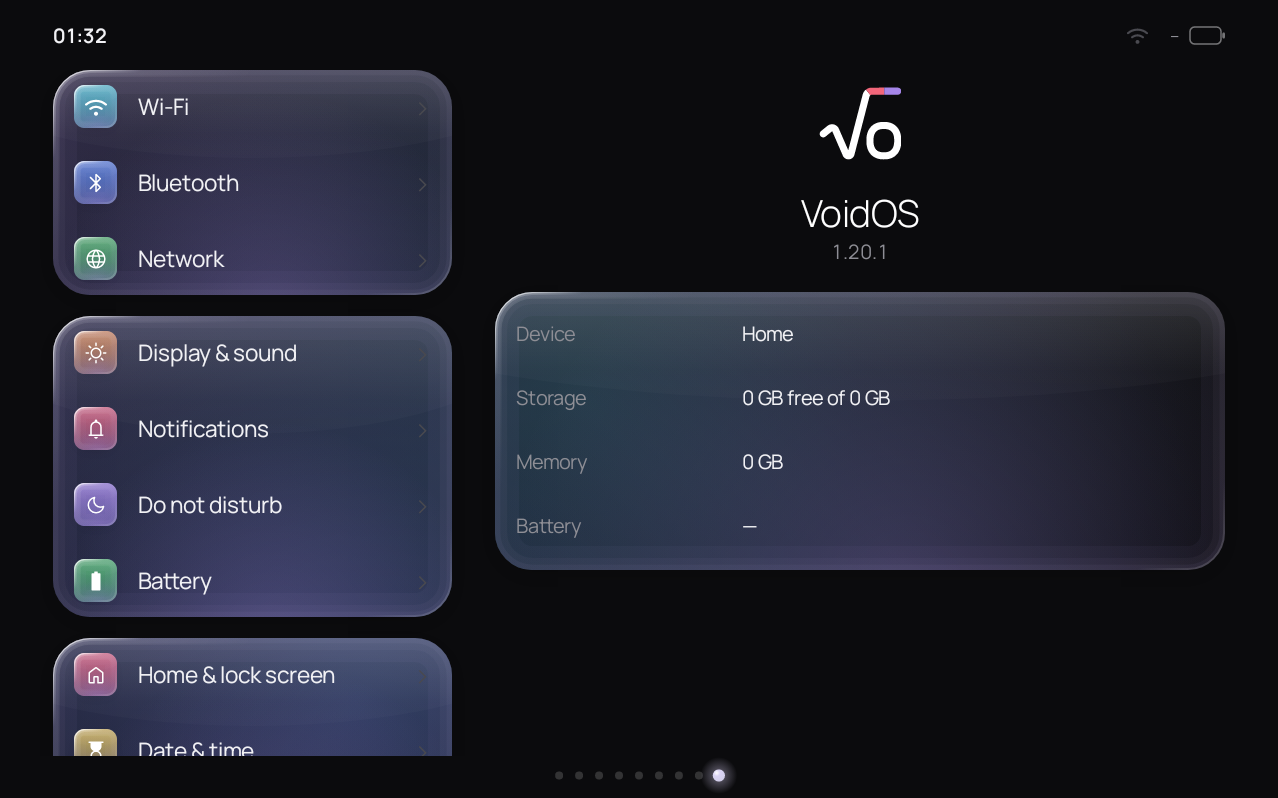 01:32
–
Wi-Fi
Bluetooth
Network
Display & sound
Notifications
Do not disturb
Battery
Home & lock screen
Date & time
VoidOS
1.20.1
Device Home
Storage 0 GB free of 0 GB
Memory 0 GB
Battery —